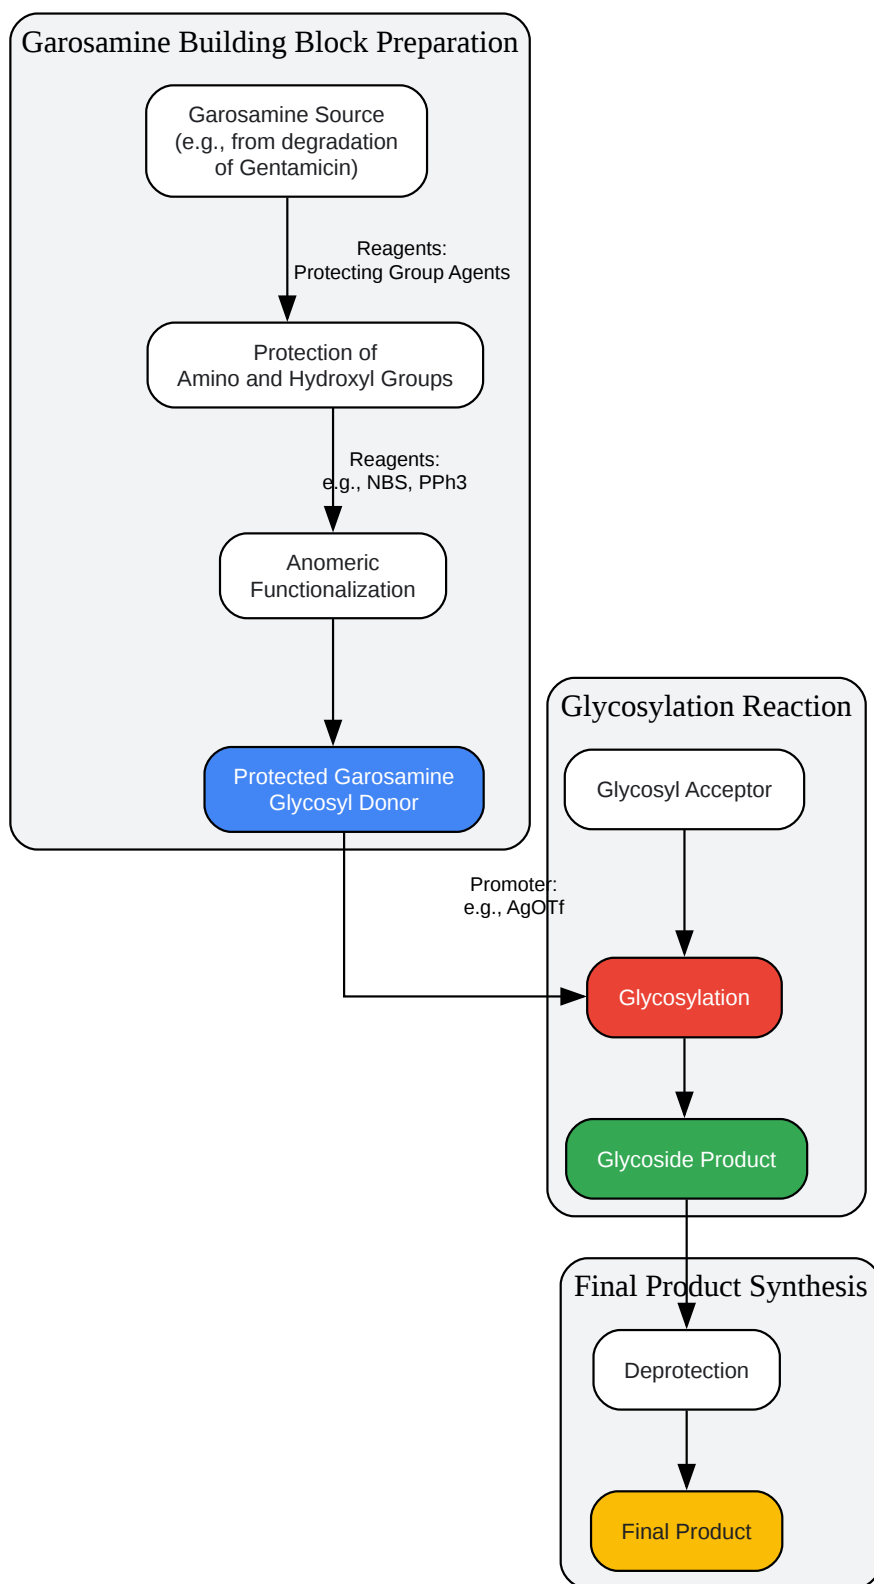 Garosamine Building Block Preparation
Garosamine Source
(e.g., from degradation
of Gentamicin)
Reagents:
Protecting Group Agents
Protection of
Amino and Hydroxyl Groups
Reagents:
e.g., NBS, PPh3
Anomeric
Functionalization
Protected Garosamine
Glycosyl Donor
Glycosylation Reaction
Glycosyl Acceptor
Promoter:
e.g., AgOTf
Glycosylation
Glycoside Product
Final Product Synthesis
Deprotection
Final Product